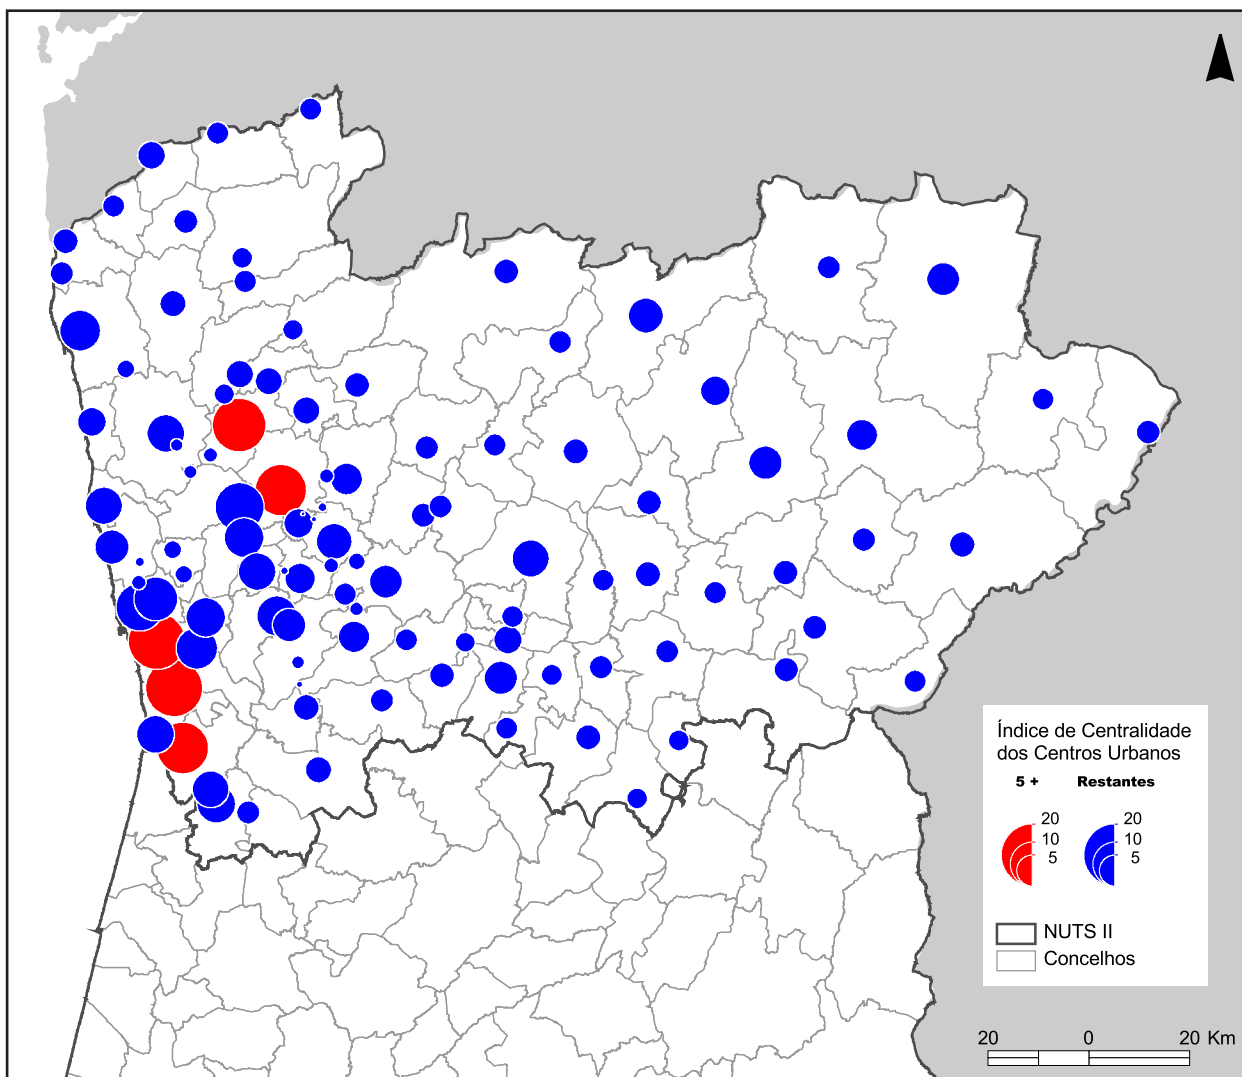 Índice de Centralidade
dos Centros Urbanos
5 + Restantes
20 20
10 10
5 5
NUTS II
Concelhos
20 0 20 Km